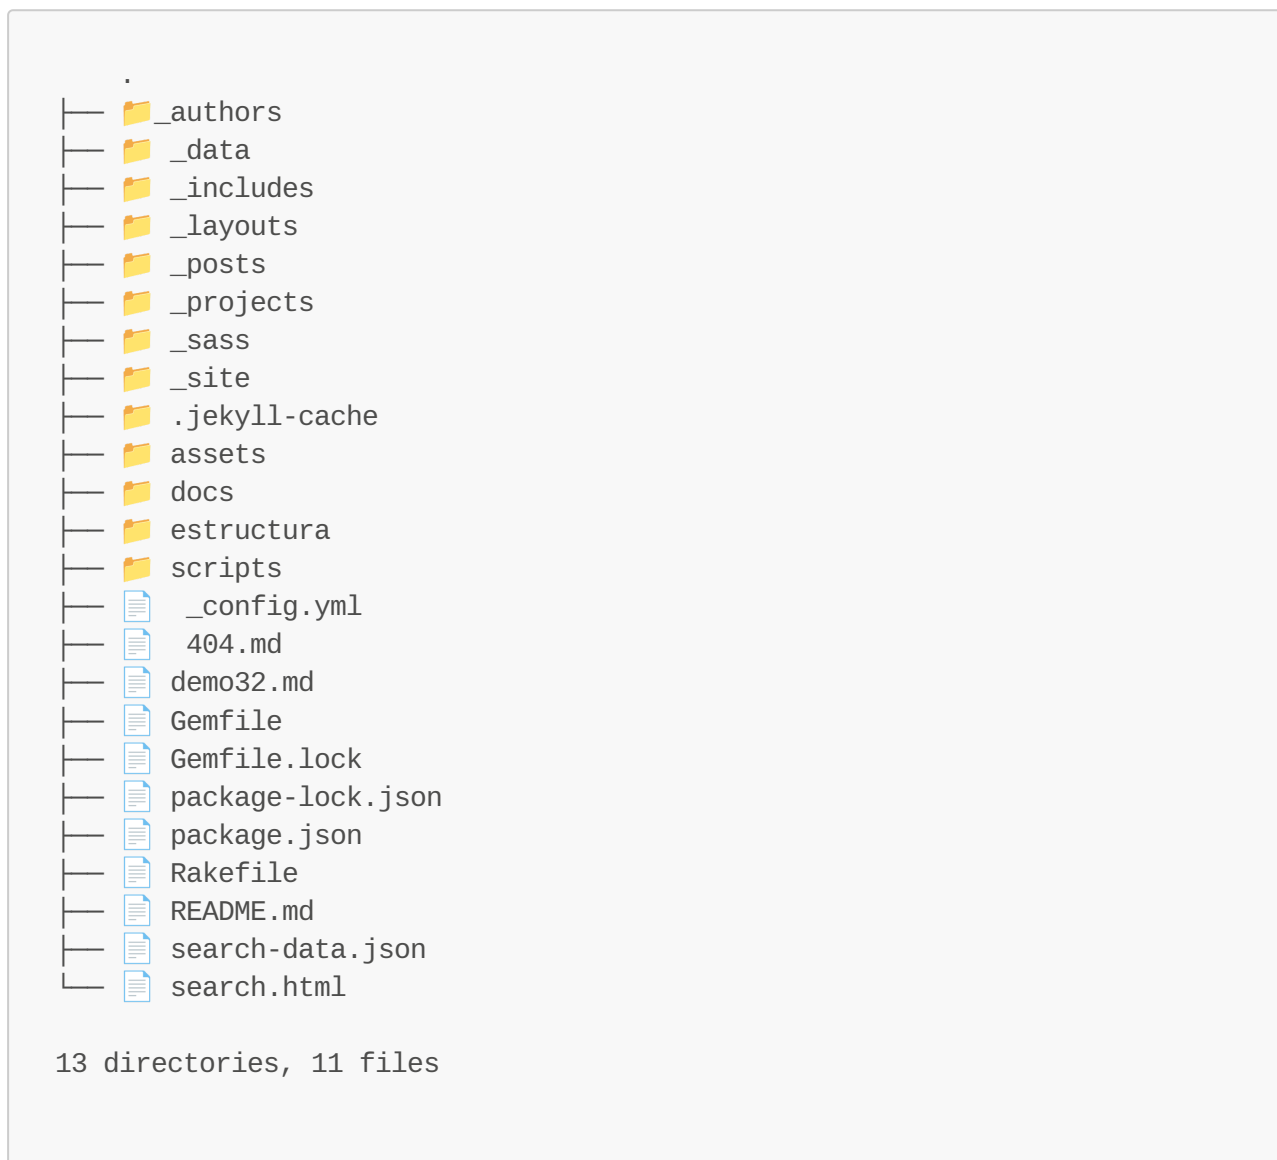 .
├── 📁_authors
├── 📁 _data
├── 📁 _includes
├── 📁 _layouts
├── 📁 _posts
├── 📁 _projects
├── 📁 _sass
├── 📁 _site
├── 📁 .jekyll-cache
├── 📁 assets
├── 📁 docs
├── 📁 estructura
├── 📁 scripts
├── 📄  _config.yml
├── 📄  404.md
├── 📄 demo32.md
├── 📄 Gemfile
├── 📄 Gemfile.lock
├── 📄 package-lock.json
├── 📄 package.json
├── 📄 Rakefile
├── 📄 README.md
├── 📄 search-data.json
└── 📄 search.html
13 directories, 11 files